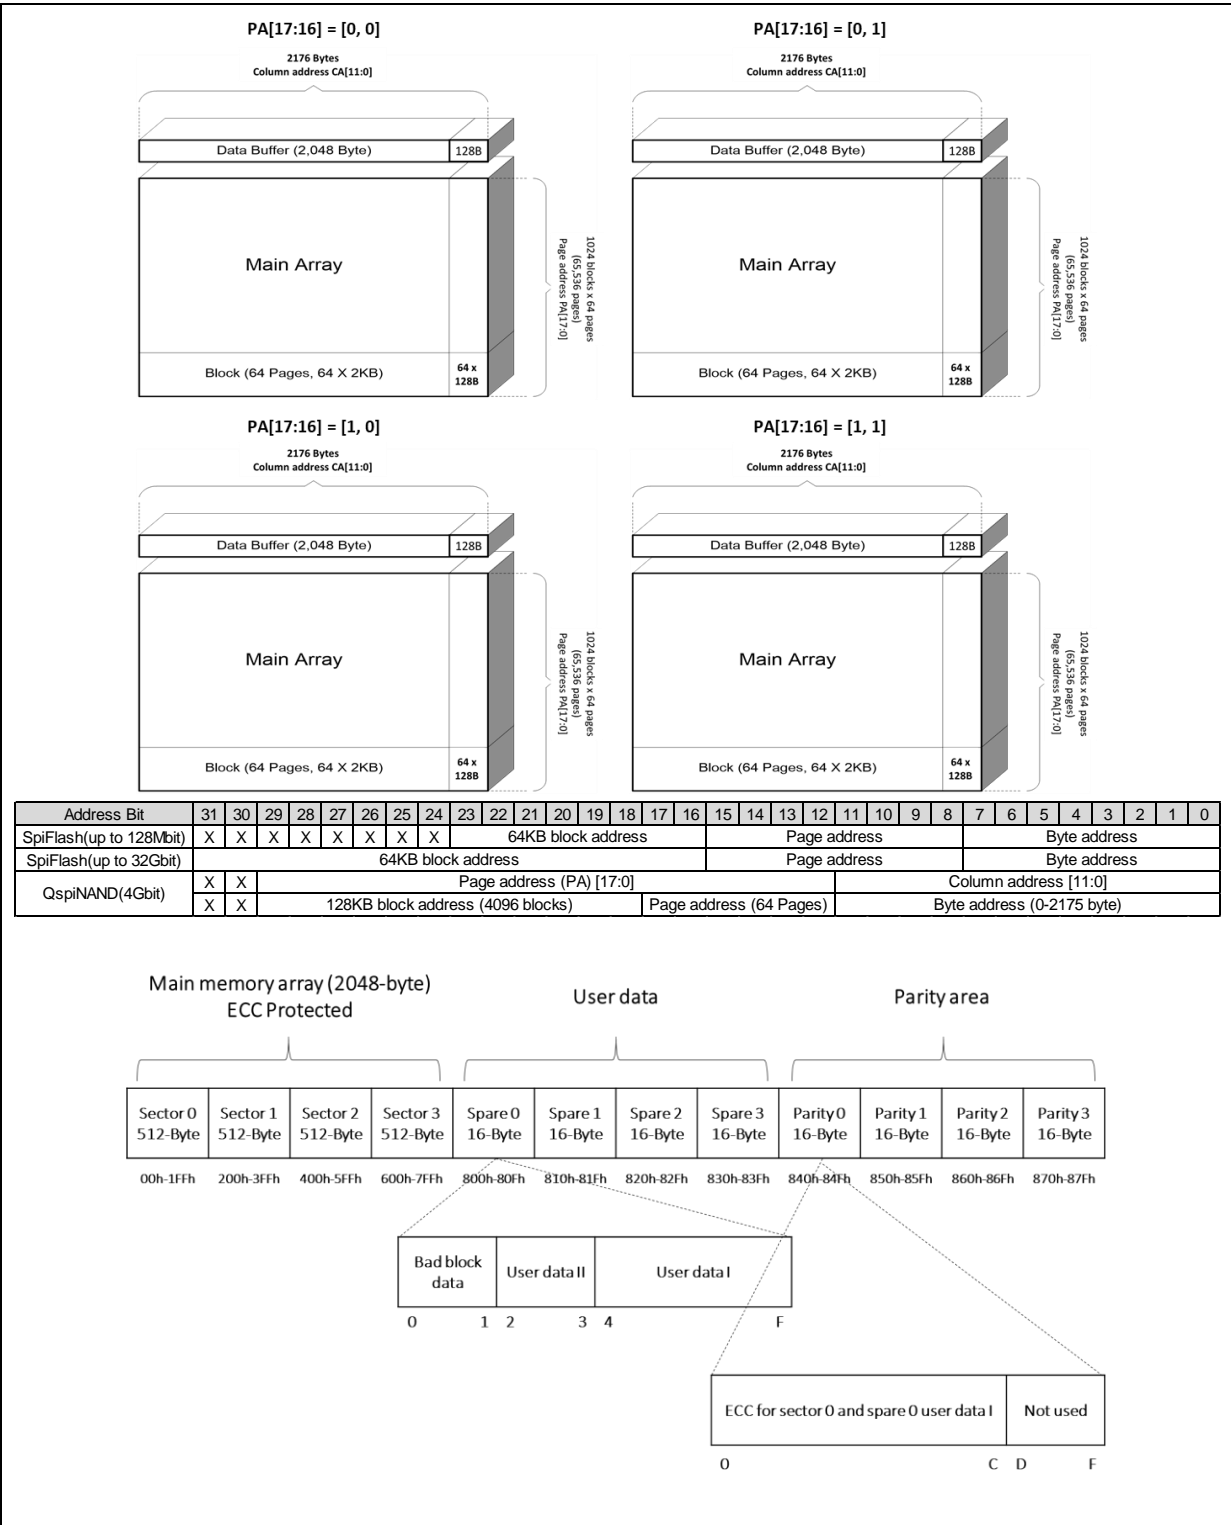 PA[17:16] = [0, 0]
2176 Bytes
Column address CA[11:0]
Data Buffer (2,048 Byte)
128B
Main Array
Block (64 Pages, 64 X 2KB)
64 x
128B
1024 blocks x 64 pages
(65,536 pages)
Page address PA[17:0]
PA[17:16] = [0, 1]
2176 Bytes
Column address CA[11:0]
Data Buffer (2,048 Byte)
128B
Main Array
Block (64 Pages, 64 X 2KB)
64 x
128B
1024 blocks x 64 pages
(65,536 pages)
Page address PA[17:0]
PA[17:16] = [1, 0]
2176 Bytes
Column address CA[11:0]
Data Buffer (2,048 Byte)
128B
Main Array
Block (64 Pages, 64 X 2KB)
64 x
128B
1024 blocks x 64 pages
(65,536 pages)
Page address PA[17:0]
PA[17:16] = [1, 1]
2176 Bytes
Column address CA[11:0]
Data Buffer (2,048 Byte)
128B
Main Array
Block (64 Pages, 64 X 2KB)
64 x
128B
1024 blocks x 64 pages
(65,536 pages)
Page address PA[17:0]
Address Bit 31 30 29 28 27 26 25 24 23 22 21 20 19 18 17 16 15 14 13 12 11 10 9 8 7 6 5 4 3 2 1 0
SpiFlash(up to 128Mbit) X X X X X X X X 64KB block address Page address Byte address
SpiFlash(up to 32Gbit) 64KB block address Page address Byte address
QspiNAND(4Gbit)
X X Page address (PA) [17:0] Column address [11:0]
X X 128KB block address (4096 blocks) Page address (64 Pages) Byte address (0-2175 byte)
Main memory array (2048-byte)
ECC Protected
User data
Parity area
Sector 0 Sector 1 Sector 2 Sector 3 Spare 0 Spare 1 Spare 2 Spare 3 Parity 0 Parity 1 Parity 2 Parity 3
512-Byte 512-Byte 512-Byte 512-Byte 16-Byte 16-Byte 16-Byte 16-Byte 16-Byte 16-Byte 16-Byte 16-Byte
00h-1FFh 200h-3FFh 400h-5FFh 600h-7FFh 800h-80Fh 810h-81Fh 820h-82Fh 830h-83Fh 840h-84Fh 850h-85Fh 860h-86Fh 870h-87Fh
Bad block
data
User data II
User data I
0 1 2 3 4 F
ECC for sector 0 and spare 0 user data I
Not used
0 C D F